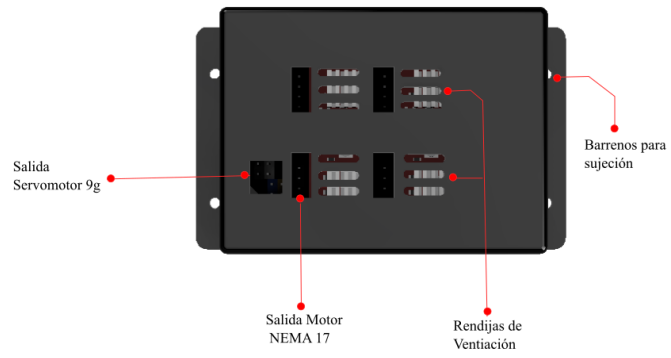 Barrenos para
sujeción
Salida
Servomotor 9g
Salida Motor
NEMA 17
Rendijas de
Ventiación